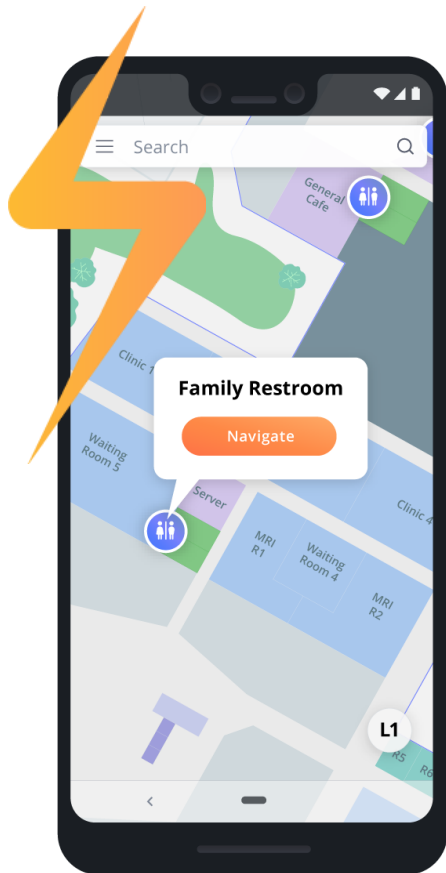 Search
General
Cafe
Clinic 1
Family Restroom
Navigate
Waiting
Room 5
Server
Clinic 4
MRI
R1
Waiting
Room 4
MRI
R2
L1
R5
R6